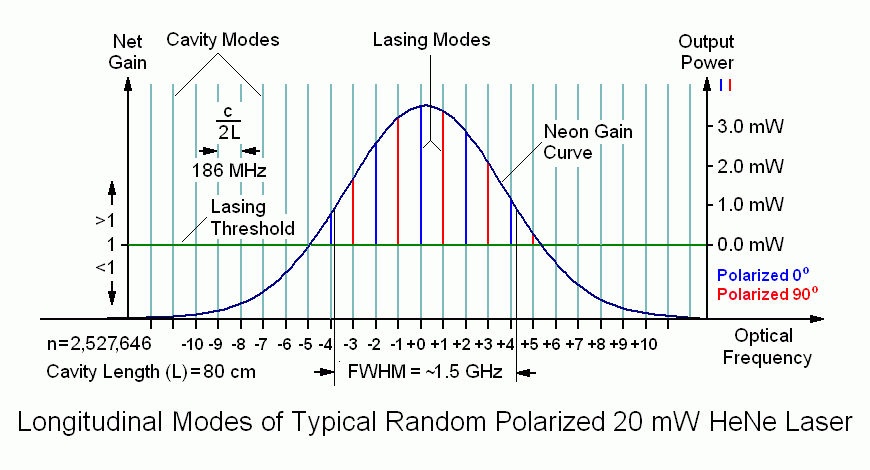 Net
Gain
Cavity Modes
Lasing Modes
Output
Power
c
2L
186 MHz
Neon Gain
Curve
3.0 mW
2.0 mW
1.0 mW
0.0 mW
>1
1
<1
Lasing
Threshold
Polarized 0º
Polarized 90º
n=2,527,646
-10 -9 -8 -7 -6 -5 -4 -3 -2 -1 +0 +1 +2 +3 +4 +5 +6 +7 +8 +9 +10
Optical
Frequency
Cavity Length (L) = 80 cm
FWHM = ~1.5 GHz
Longitudinal Modes of Typical Random Polarized 20 mW HeNe Laser